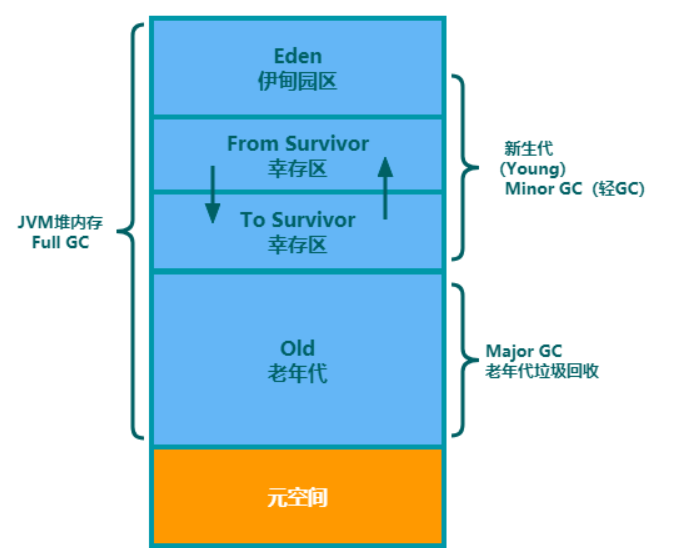 Eden
伊甸园区
From Survivor
幸存区
To Survivor
幸存区
Old
老年代
元空间
JVM堆内存
Full GC
新生代
(Young)
Minor GC（轻GC）
Major GC
老年代垃圾回收